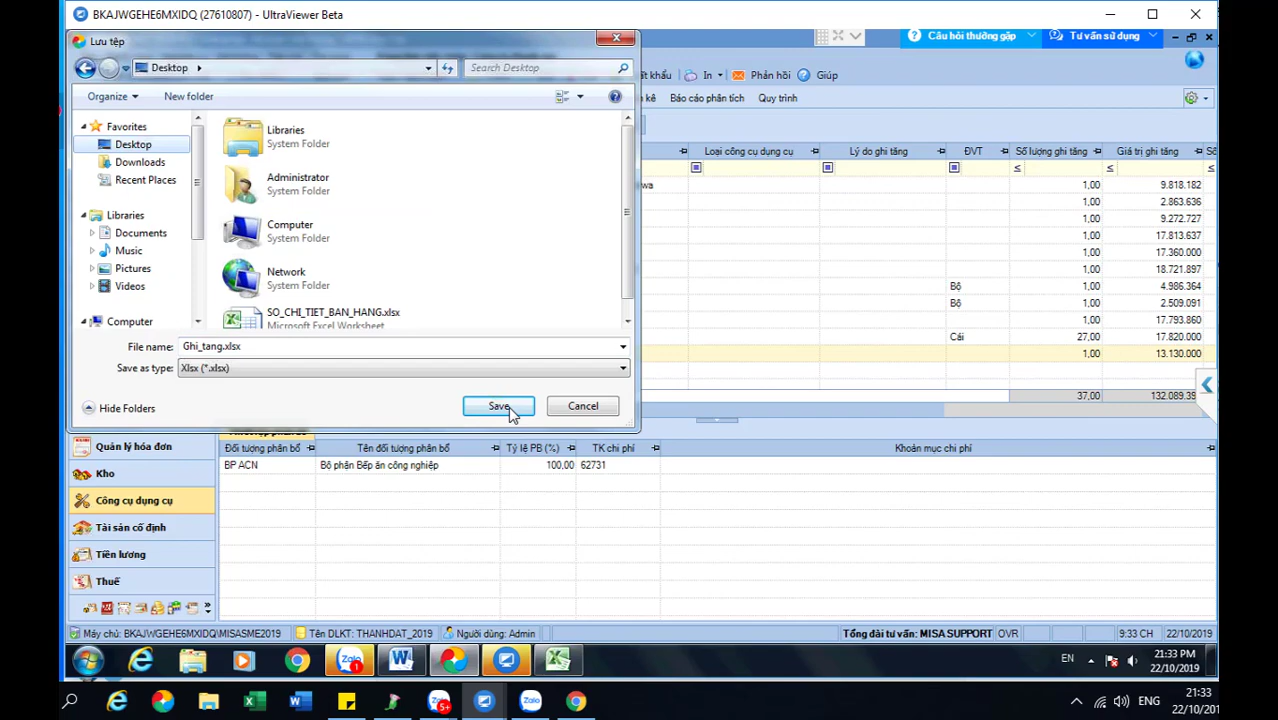 BKAJWGEHE6MXIDQ (27610807) - UltraViewer Beta
Lưu tệp
Câu hỏi thường gặp
Tư vấn sử dụng
Desktop
Search Desktop
In
Phản hồi
Giúp
Organize
New folder
Báo cáo phân tích
Quy trình
Favorites
Desktop
Downloads
Recent Places
Libraries
Documents
Music
Pictures
Videos
Computer
Libraries
System Folder
Administrator
System Folder
Computer
System Folder
Network
System Folder
SO_CHI_TIET_BAN_HANG.xlsx
Microsoft Excel Worksheet
File name: Ghi_tang.xlsx
Save as type: Xlsx (*.xlsx)
Hide Folders
Save
Cancel
Loại công cụ dụng cụ Lý do ghi tăng ĐVT Số lượng ghi tăng Giá trị ghi tăng
≤ ≤ ≤
1,00 9.818.182
1,00 2.863.636
1,00 9.272.727
1,00 17.813.637
1,00 17.360.000
1,00 18.721.897
Bộ 1,00 4.986.364
Bộ 1,00 2.509.091
1,00 17.793.860
Cái 27,00 17.820.000
1,00 13.130.000
37,00
Quản lý hóa đơn
Kho
Công cụ dụng cụ
Tài sản cố định
Tiền lương
Thuế
Đối tượng phân bổ Tên đối tượng phân bổ Tỷ lệ PB (%) TK chi phí Khoản mục chi phí
BP ACN Bộ phân Bếp ăn công nghiệp 100,00 62731
Máy chủ: BKAJWGEHE6MXIDQ\MISASME2019 Tên DLKT: THANHDAT_2019 Người dùng: Admin Tổng đài tư vấn: MISA SUPPORT OVR 9:33 CH 22/10/2019
EN
21:33 PM
22/10/2019
1
5+
ENG
21:33
22/10/2019